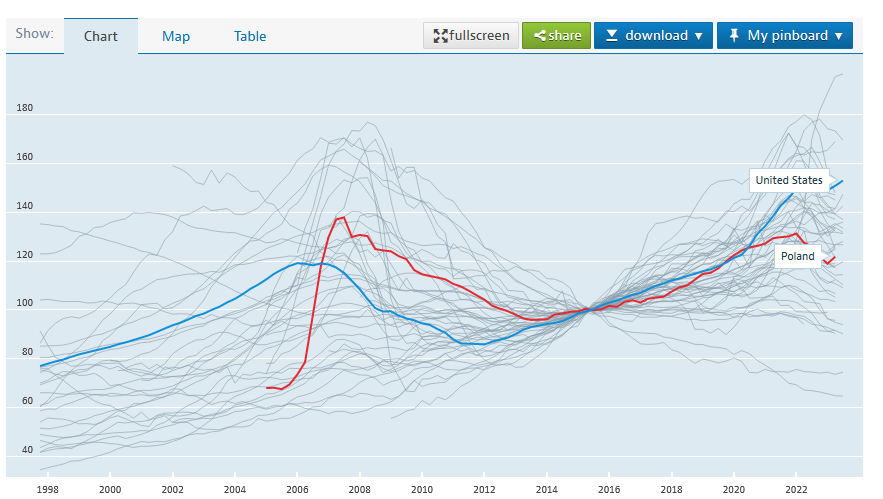 Show: Chart Map Table fullscreen share download ▼ My pinboard ▼
180
160
United States
140
120
Poland
100
80
60
40
1998 2000 2002 2004 2006 2008 2010 2012 2014 2016 2018 2020 2022